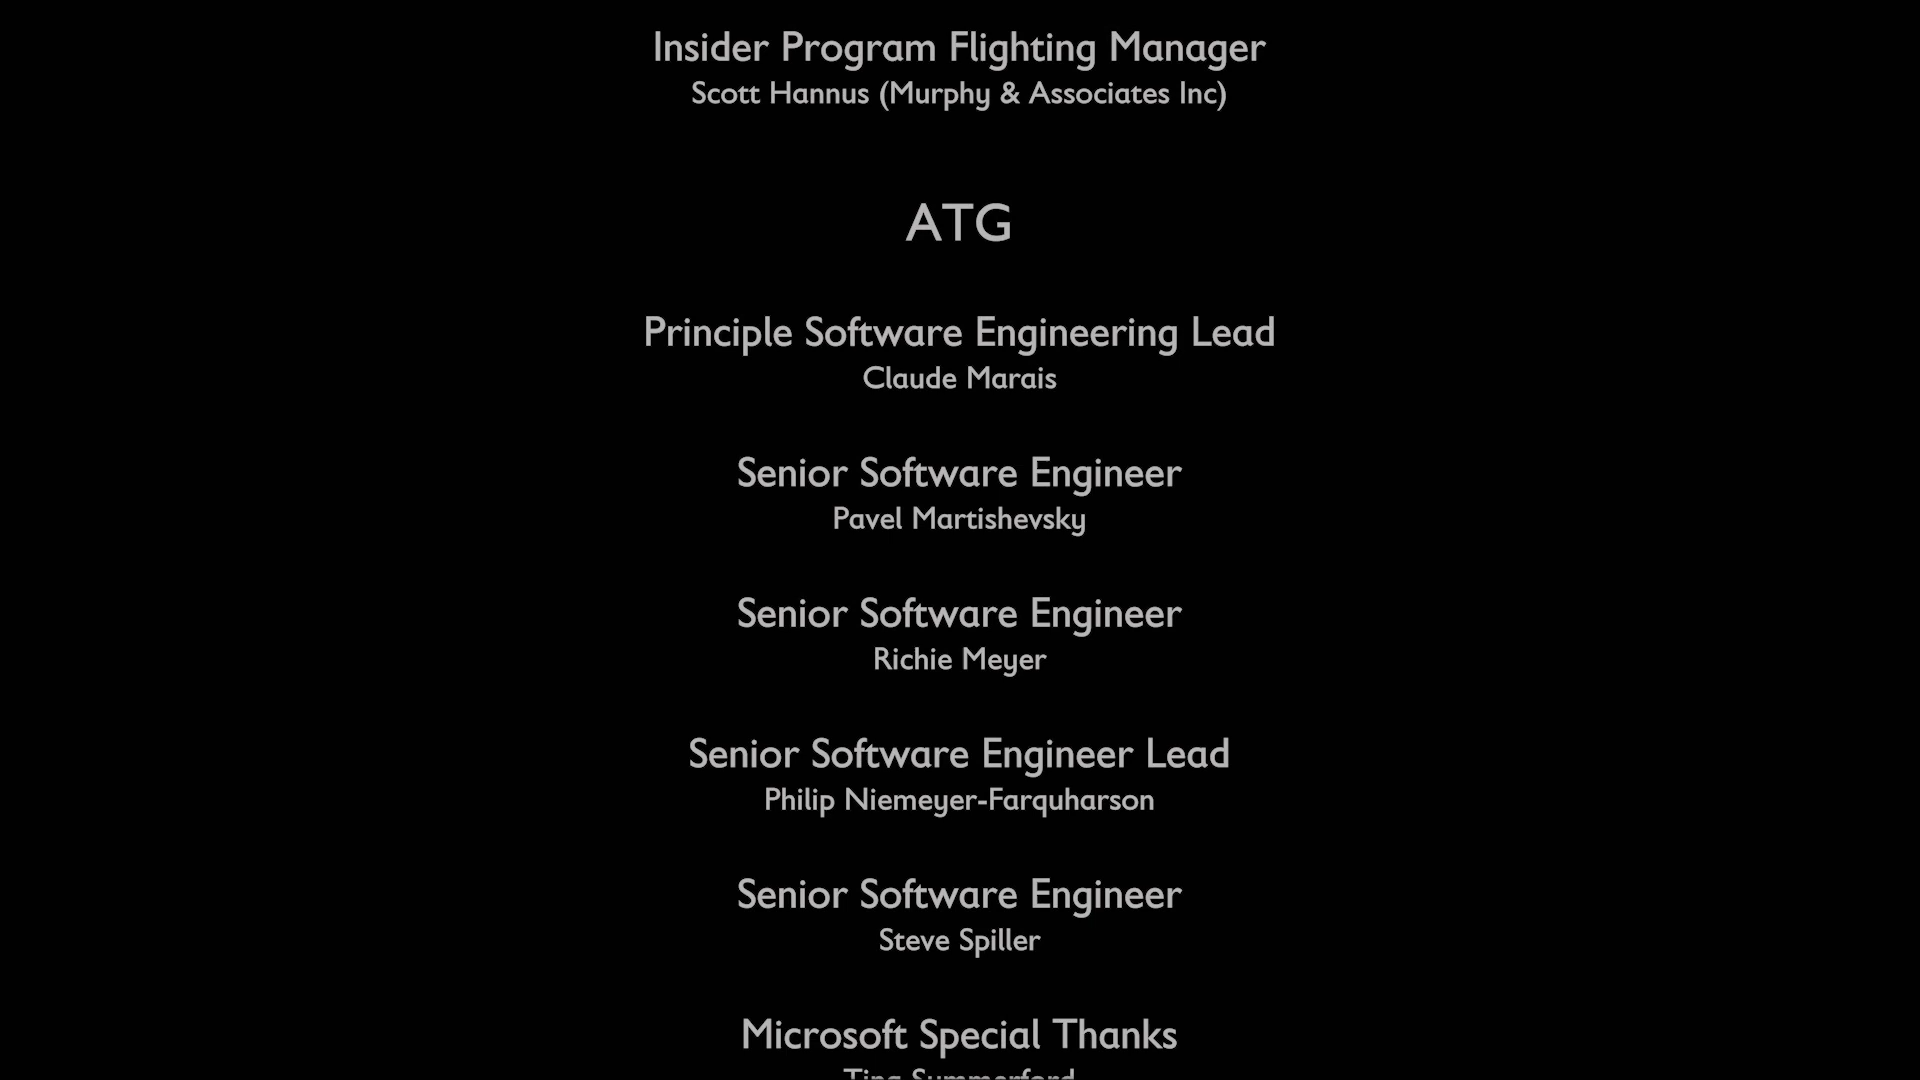 Insider Program Flighting Manager
Scott Hannus (Murphy & Associates Inc)
ATG
Principle Software Engineering Lead
Claude Marais
Senior Software Engineer
Pavel Martishevsky
Senior Software Engineer
Richie Meyer
Senior Software Engineer Lead
Philip Niemeyer-Farquharson
Senior Software Engineer
Steve Spiller
Microsoft Special Thanks
Tina Summerford